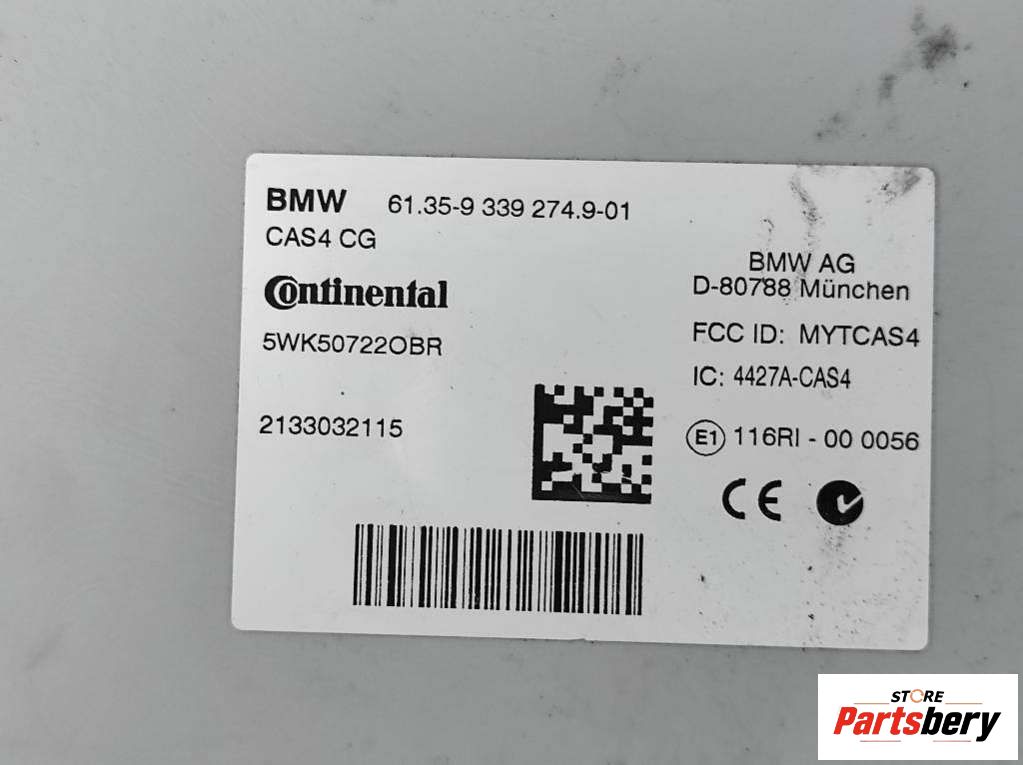 BMW 61.35-9 339 274.9-01
CAS4 CG
Continental
5WK50722OBR
2133032115
BMW AG
D-80788 München
FCC ID: MYTCAS4
IC: 4427A-CAS4
E1 116RI - 00 0056
CE
STORE
Partsbery